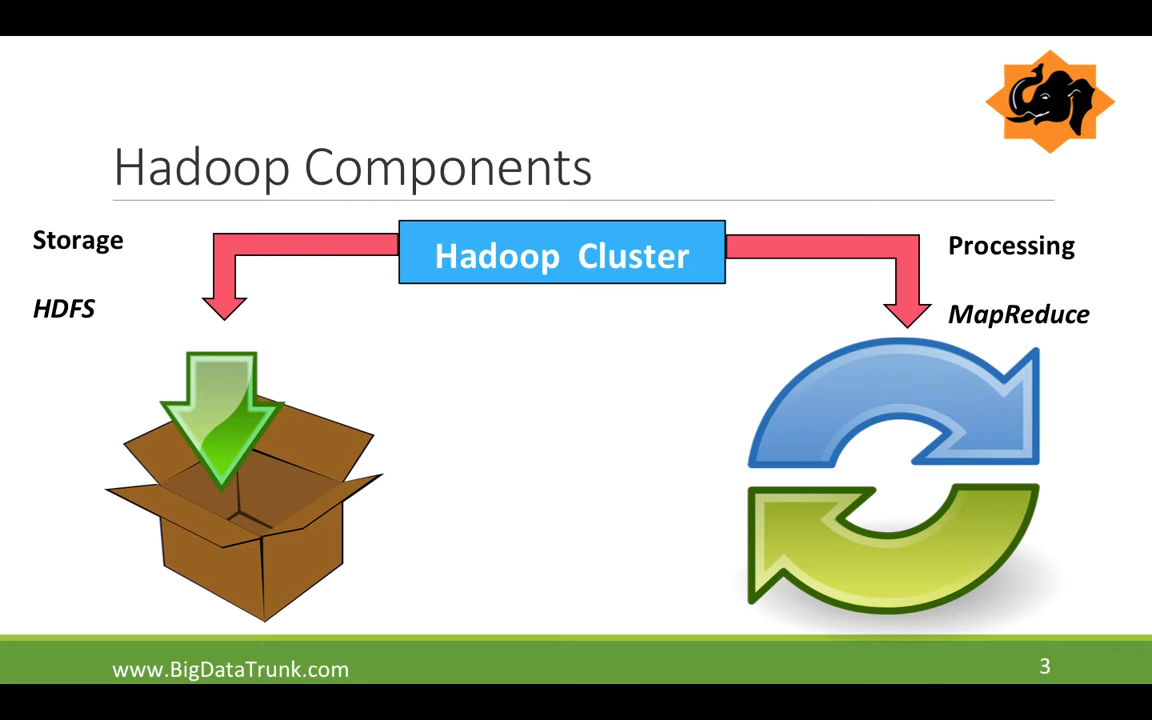 Hadoop Components
Storage
HDFS
Hadoop Cluster
Processing
MapReduce
www.BigDataTrunk.com
3